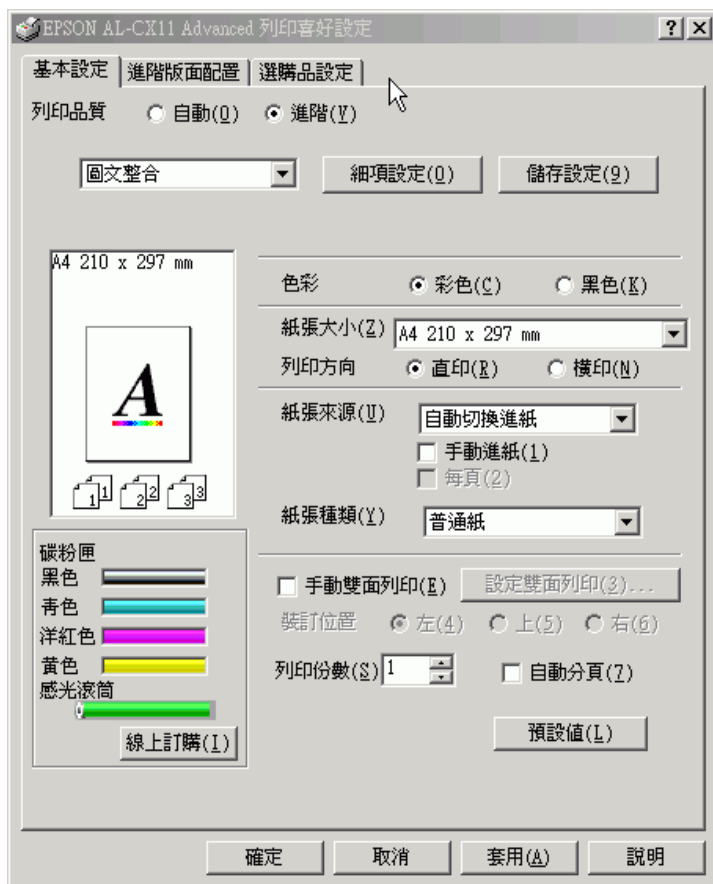 EPSON AL-CX11 Advanced 列印喜好設定
基本設定 進階版面配置 選購品設定
列印品質 自動(O) 進階(V)
圖文整合 細項設定(O) 儲存設定(9)
A4 210 x 297 mm
色彩 彩色(C) 黑色(K)
紙張大小(Z) A4 210 x 297 mm
列印方向 直印(R) 橫印(N)
A
紙張來源(U) 自動切換進紙
手動進紙(1)
每頁(2)
1 1 2 2 3 3
紙張種類(Y) 普通紙
碳粉匣
黑色
青色
洋紅色
黃色
感光滾筒
線上訂購(I)
手動雙面列印(E) 設定雙面列印(3)...
裝訂位置 左(4) 上(5) 右(6)
列印份數(S) 1 自動分頁(7)
預設值(L)
確定 取消 套用(A) 說明